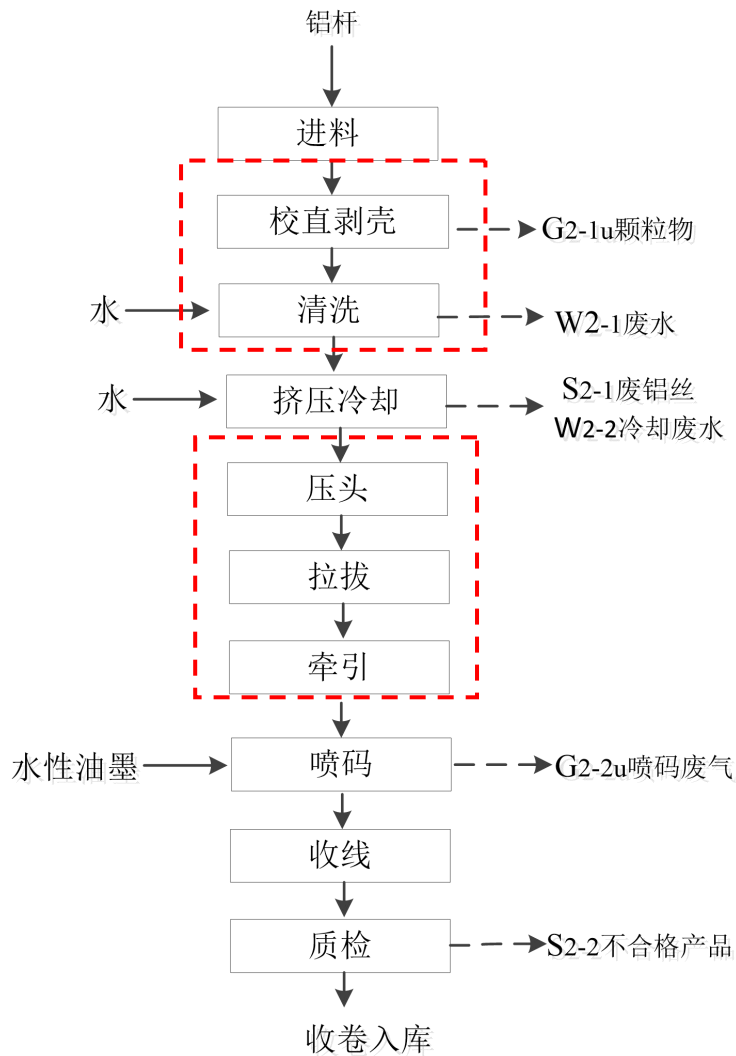 铝杆
进料
校直剥壳
G2-1u颗粒物
水
清洗
W2-1废水
水
挤压冷却
S2-1废铝丝
W2-2冷却废水
压头
拉拔
牵引
水性油墨
喷码
G2-2u喷码废气
收线
质检
S2-2不合格产品
收卷入库